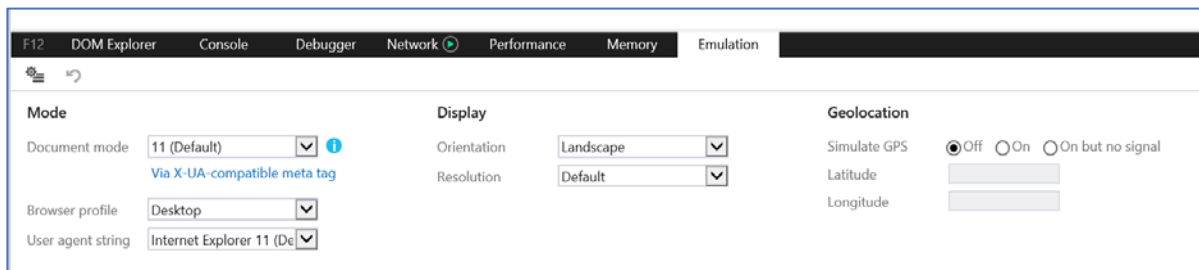 F12 DOM Explorer Console Debugger Network Performance Memory Emulation
Mode Display Geolocation
Document mode 11 (Default) Orientation Landscape Simulate GPS Off On On but no signal
Via X-UA-compatible meta tag Resolution Default Latitude
Longitude
Browser profile Desktop
User agent string Internet Explorer 11 (De